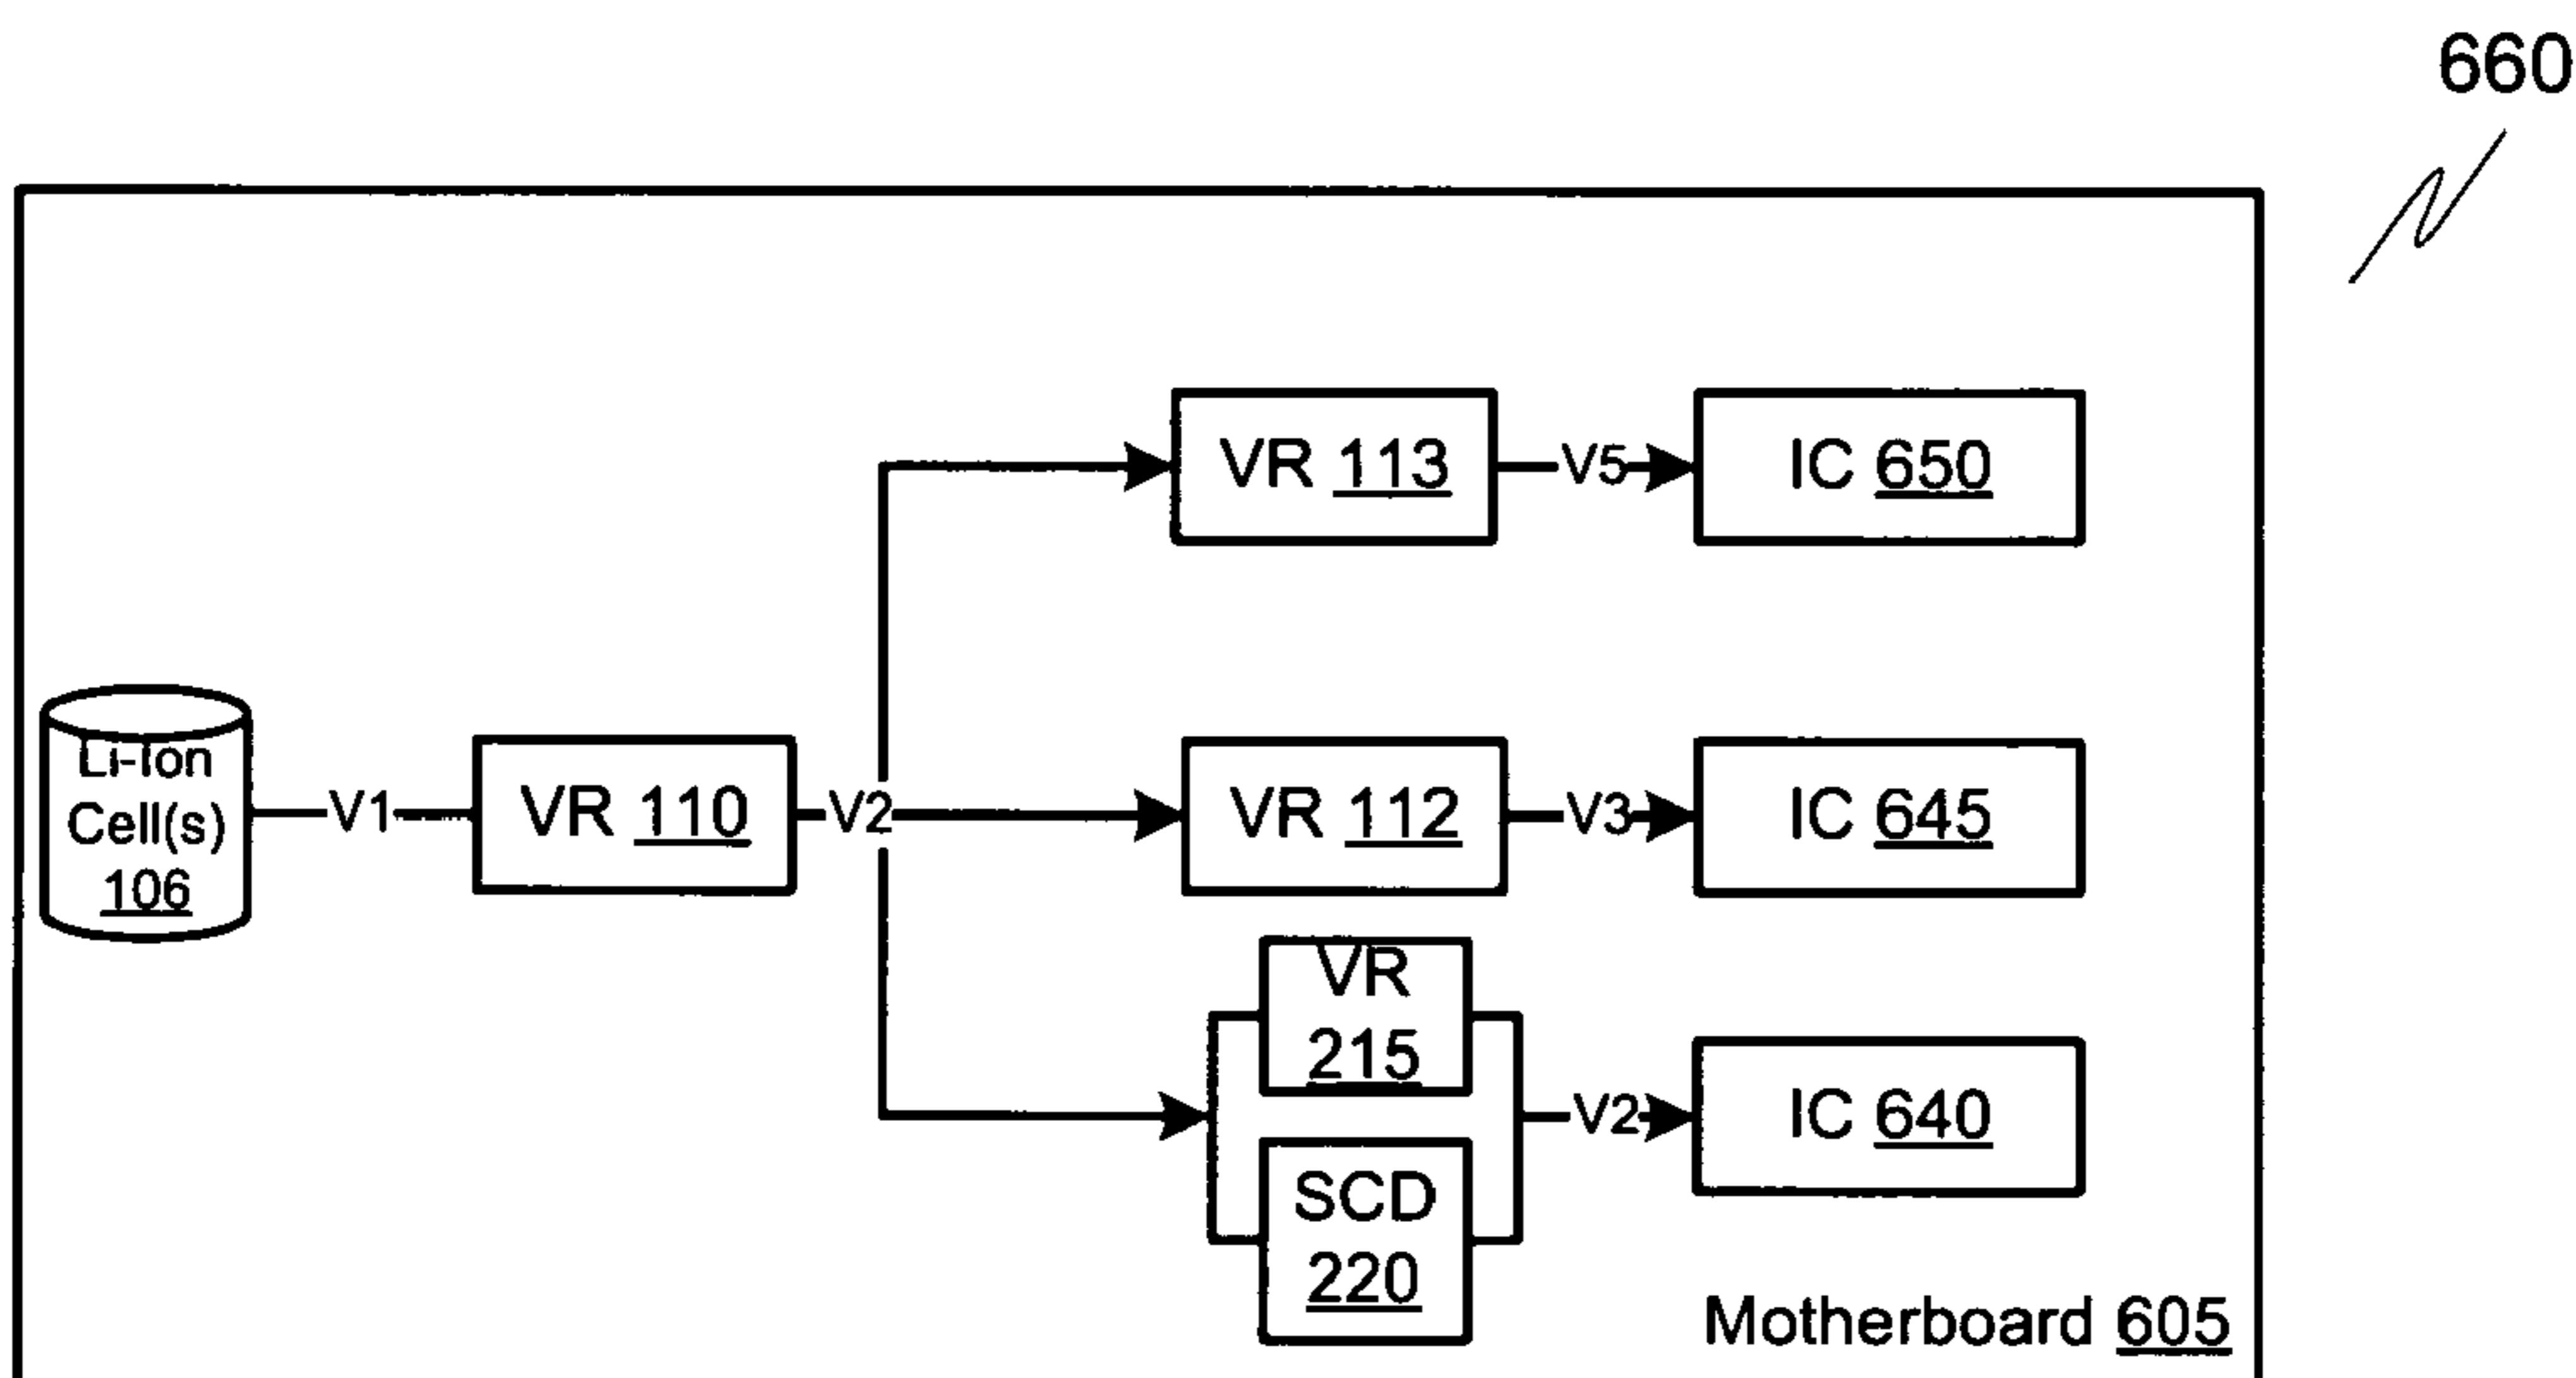 660
VR 113
V5
IC 650
Li-Ion
Cell(s)
106
V1
VR 110
V2
VR 112
V3
IC 645
VR
215
SCD
220
V2
IC 640
Motherboard 605